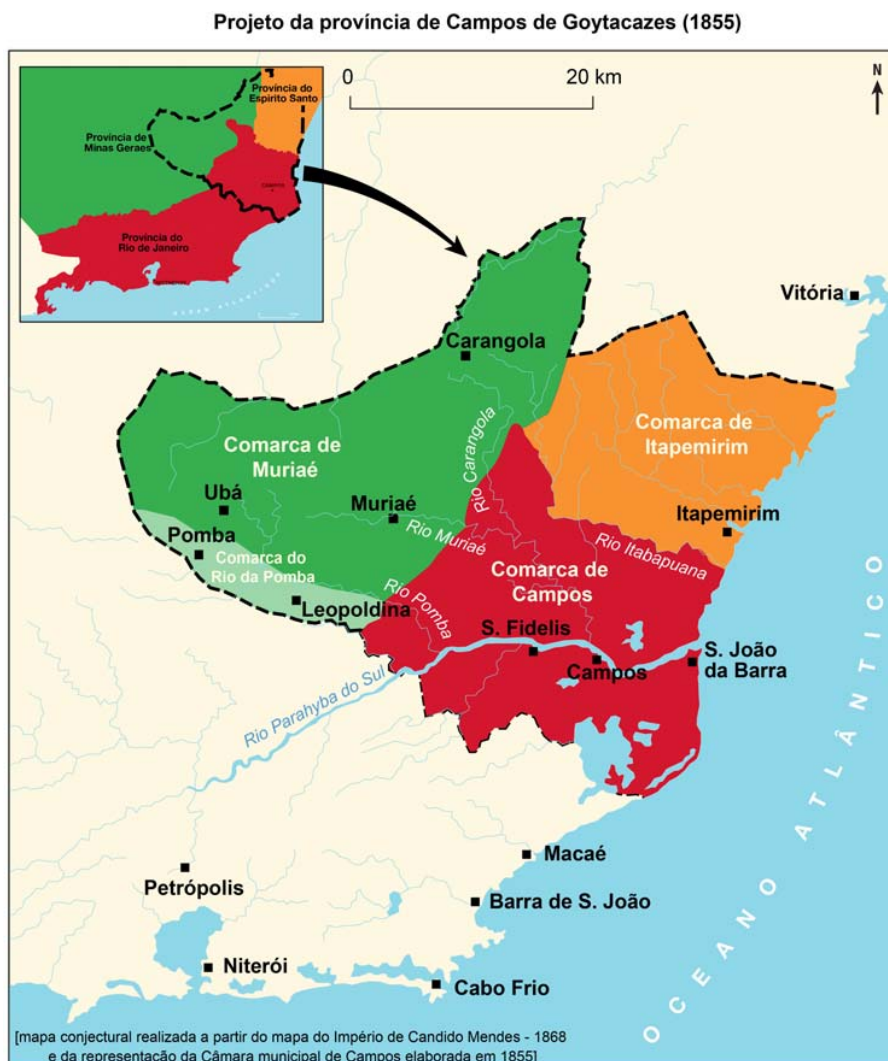 Projeto da província de Campos de Goytacazes (1855)
0
20 km
N
Província do
Espirito Santo
Província de
Minas Geraes
Província do
Rio de Janeiro
Vitória
Carangola
Comarca de
Itapemirim
Comarca de
Muriaé
Rio Carangola
Ubá
Muriaé
Itapemirim
Pomba
Rio Muriaé
Rio Itabapuana
Comarca do
Rio da Pomba
Comarca de
Campos
Leopoldina
Rio Pomba
S. Fidelis
Campos
S. João
da Barra
Rio Parahyba do Sul
OCEANO ATLÂNTICO
Macaé
Petrópolis
Barra de S. João
Niterói
Cabo Frio
[mapa conjectural realizada a partir do mapa do Império de Candido Mendes - 1868
e da representação da Câmara municipal de Campos elaborada em 1855]